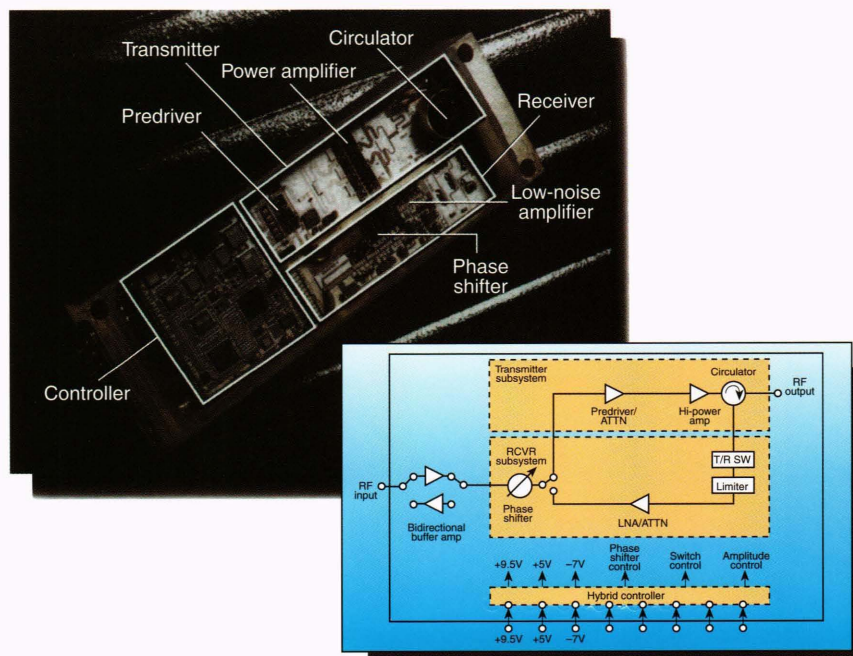 Circulator
Transmitter
Power amplifier
Receiver
Predriver
Low-noise
amplifier
Phase
shifter
Controller
Transmitter
subsystem
Circulator
RF
output
Predriver/
ATTN
Hi-power
amp
RCVR
subsystem
T/R SW
Limiter
RF
input
Phase
shifter
LNA/ATTN
Bidirectional
buffer amp
+9.5V
+5V
−7V
Phase
shifter
control
Switch
control
Amplitude
control
Hybrid controller
+9.5V
+5V
−7V